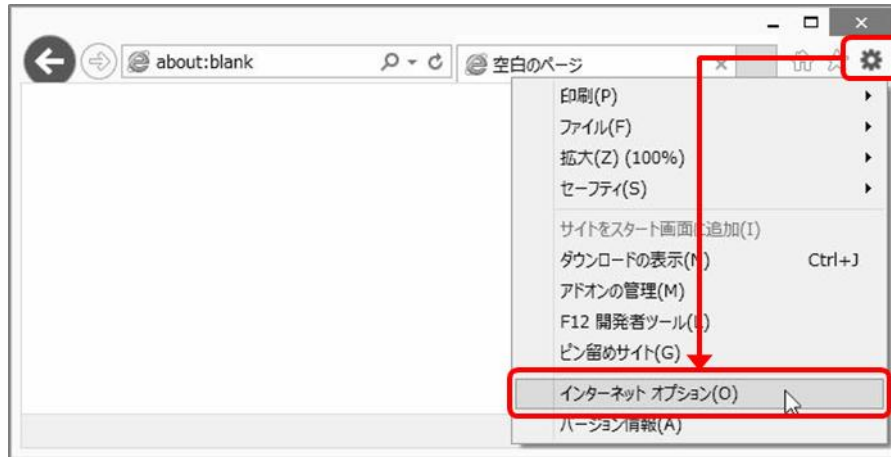 about:blank
空白のページ
印刷(P)
ファイル(F)
拡大(Z) (100%)
セーフティ(S)
サイトをスタート画面に追加(I)
ダウンロードの表示(N) Ctrl+J
アドオンの管理(M)
F12 開発者ツール(L)
ピン留めサイト(G)
インターネット オプション(O)
バージョン情報(A)